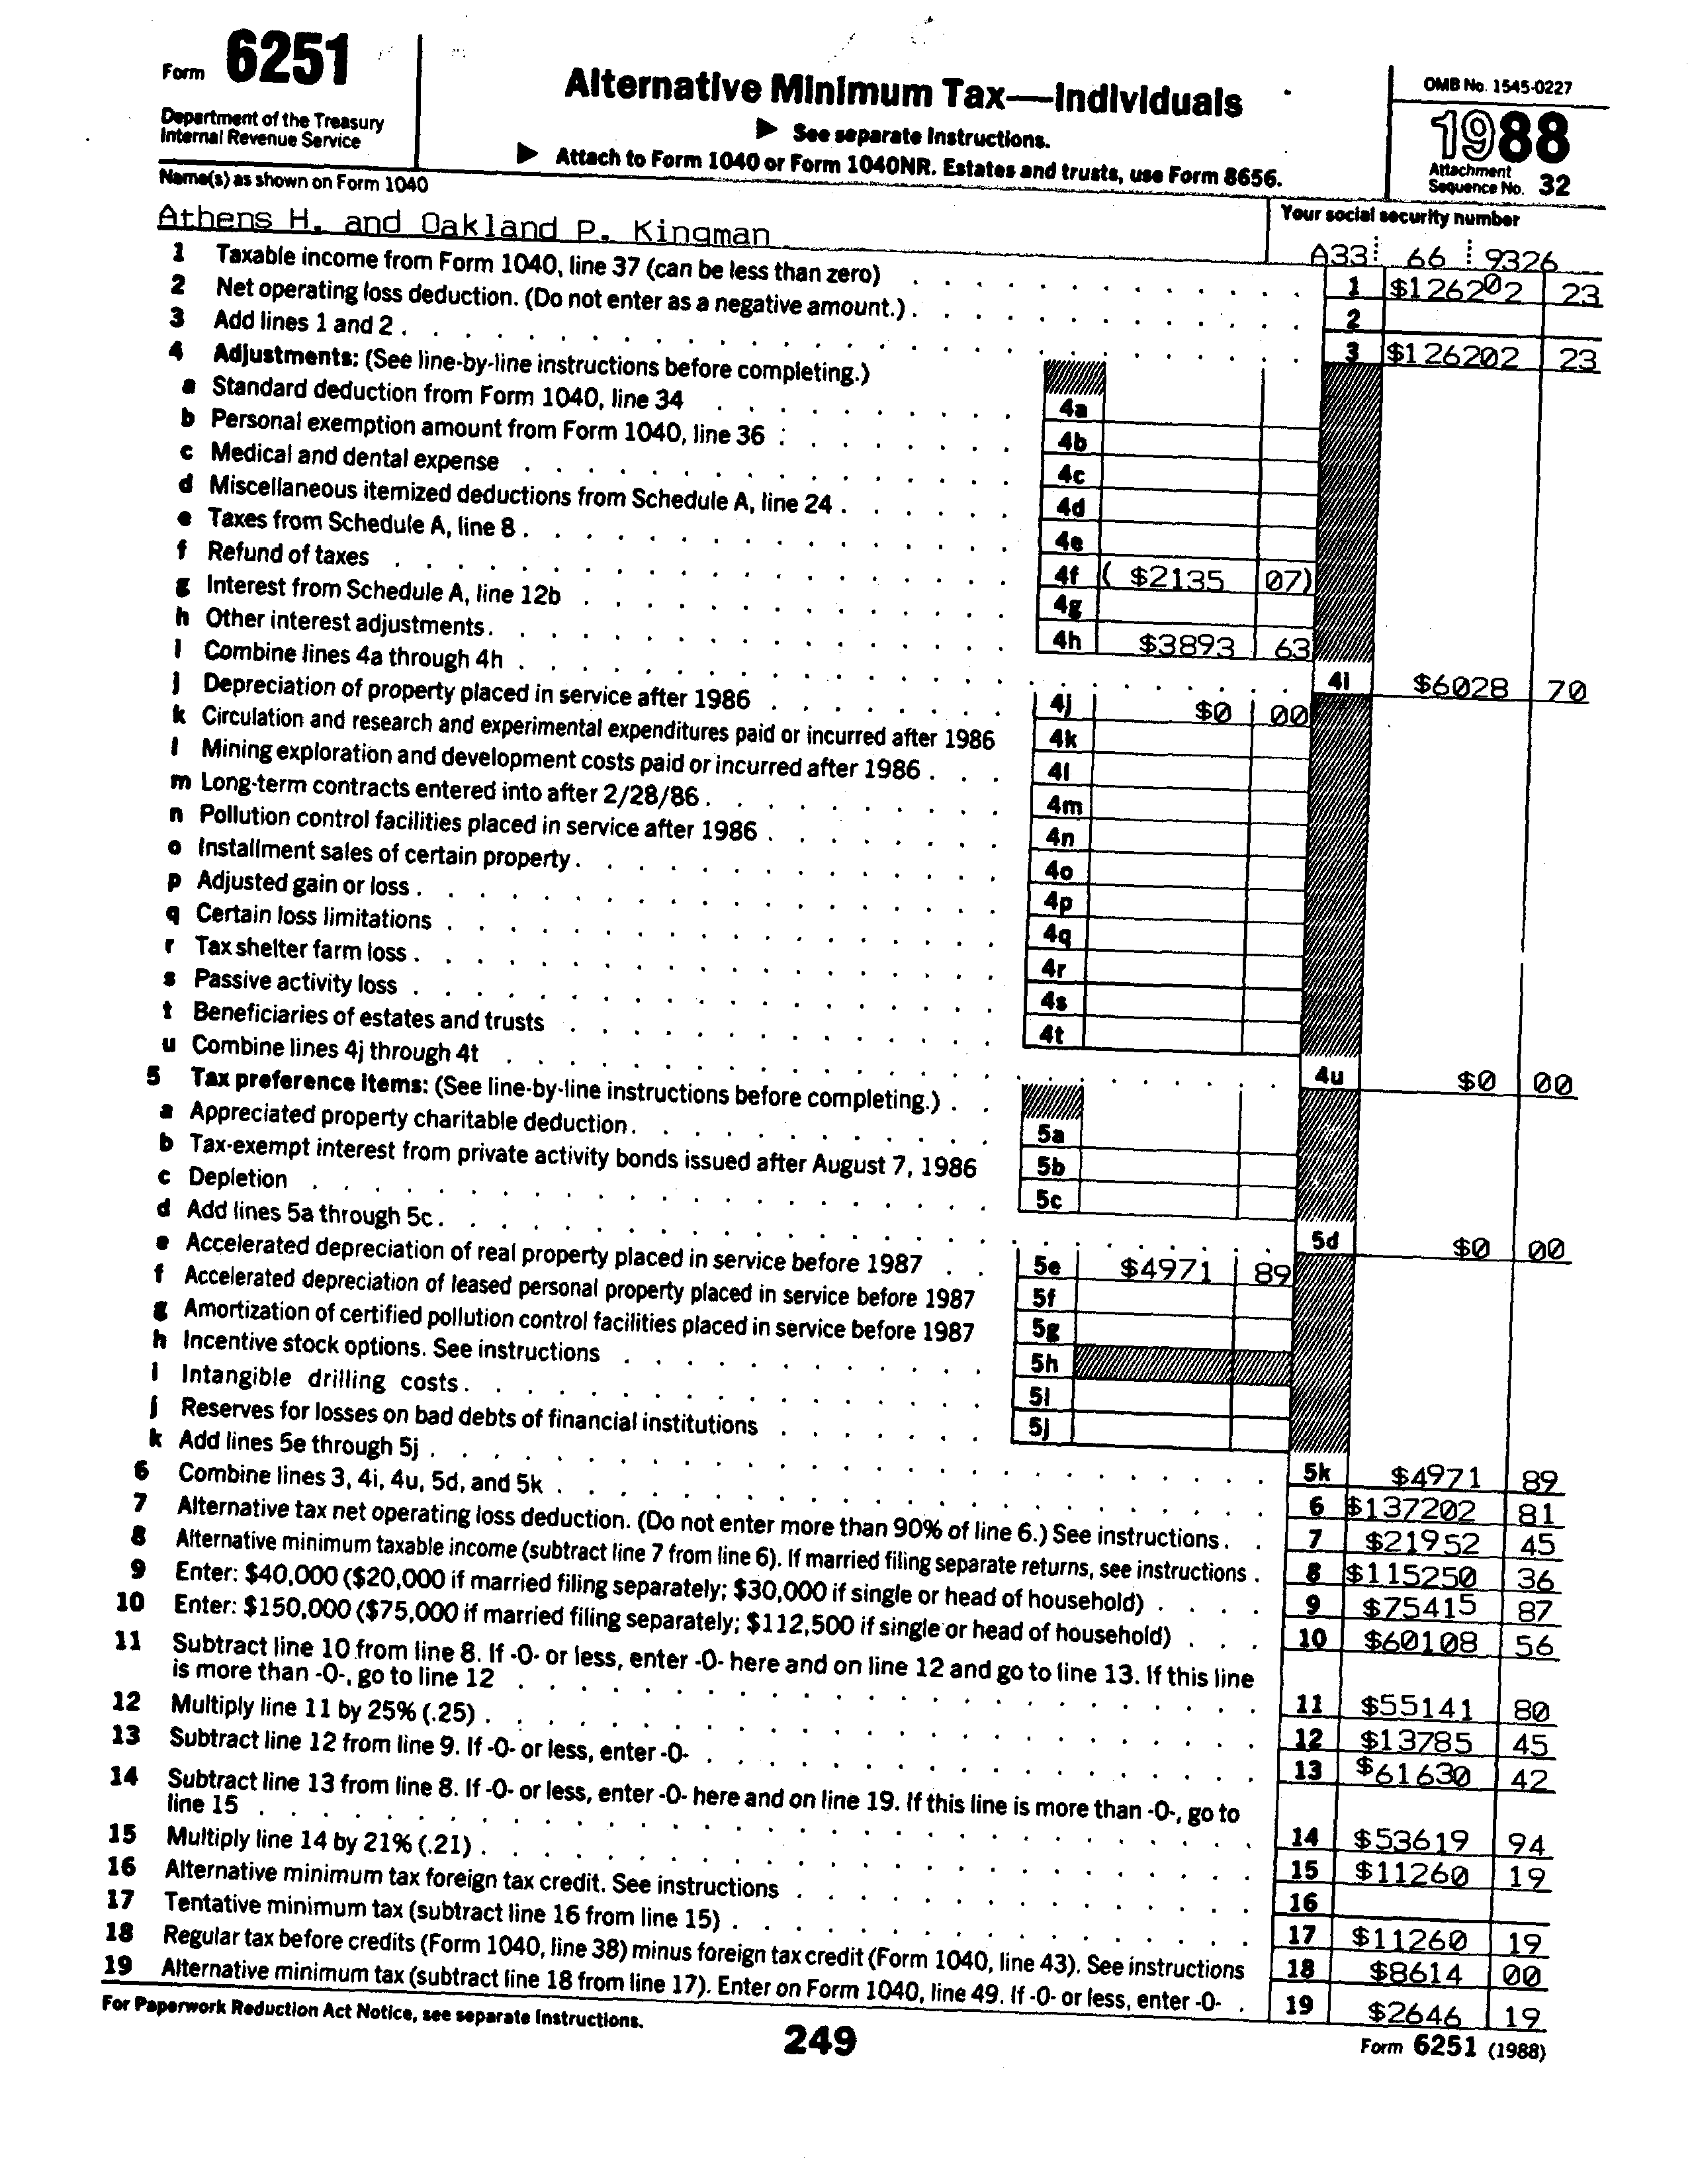 Form 6251
Department of the Treasury
Internal Revenue Service
Alternative Minimum Tax—Individuals
▶ See separate Instructions.
▶ Attach to Form 1040 or Form 1040NR. Estates and trusts, use Form 8656.
OMB No. 1545-0227
1988
Attachment
Sequence No. 32
Name(s) as shown on Form 1040
Your social security number
Athens H. and Oakland P. Kingman A33 66 9326
1 Taxable income from Form 1040, line 37 (can be less than zero) 1 $126202 23
2 Net operating loss deduction. (Do not enter as a negative amount.) 2
3 Add lines 1 and 2 3 $126202 23
4 Adjustments: (See line-by-line instructions before completing.)
a Standard deduction from Form 1040, line 34 4a
b Personal exemption amount from Form 1040, line 36 4b
c Medical and dental expense 4c
d Miscellaneous itemized deductions from Schedule A, line 24 4d
e Taxes from Schedule A, line 8 4e
f Refund of taxes 4f ( $2135 07)
g Interest from Schedule A, line 12b 4g
h Other interest adjustments 4h $3893 63
i Combine lines 4a through 4h 4i $6028 70
j Depreciation of property placed in service after 1986 4j $0 00
k Circulation and research and experimental expenditures paid or incurred after 1986 4k
l Mining exploration and development costs paid or incurred after 1986 4l
m Long-term contracts entered into after 2/28/86 4m
n Pollution control facilities placed in service after 1986 4n
o Installment sales of certain property 4o
p Adjusted gain or loss 4p
q Certain loss limitations 4q
r Tax shelter farm loss 4r
s Passive activity loss 4s
t Beneficiaries of estates and trusts 4t
u Combine lines 4j through 4t 4u $0 00
5 Tax preference items: (See line-by-line instructions before completing.)
a Appreciated property charitable deduction 5a
b Tax-exempt interest from private activity bonds issued after August 7, 1986 5b
c Depletion 5c
d Add lines 5a through 5c 5d $0 00
e Accelerated depreciation of real property placed in service before 1987 5e $4971 89
f Accelerated depreciation of leased personal property placed in service before 1987 5f
g Amortization of certified pollution control facilities placed in service before 1987 5g
h Incentive stock options. See instructions 5h
i Intangible drilling costs 5i
j Reserves for losses on bad debts of financial institutions 5j
k Add lines 5e through 5j 5k $4971 89
6 Combine lines 3, 4i, 4u, 5d, and 5k 6 $137202 81
7 Alternative tax net operating loss deduction. (Do not enter more than 90% of line 6.) See instructions 7 $21952 45
8 Alternative minimum taxable income (subtract line 7 from line 6). If married filing separate returns, see instructions 8 $115250 36
9 Enter: $40,000 ($20,000 if married filing separately; $30,000 if single or head of household) 9 $75415 87
10 Enter: $150,000 ($75,000 if married filing separately; $112,500 if single or head of household) 10 $60108 56
11 Subtract line 10 from line 8. If -0- or less, enter -0- here and on line 12 and go to line 13. If this line
is more than -0-, go to line 12 11 $55141 80
12 Multiply line 11 by 25% (.25) 12 $13785 45
13 Subtract line 12 from line 9. If -0- or less, enter -0- 13 $61630 42
14 Subtract line 13 from line 8. If -0- or less, enter -0- here and on line 19. If this line is more than -0-, go to
line 15 14 $53619 94
15 Multiply line 14 by 21% (.21) 15 $11260 19
16 Alternative minimum tax foreign tax credit. See instructions 16
17 Tentative minimum tax (subtract line 16 from line 15) 17 $11260 19
18 Regular tax before credits (Form 1040, line 38) minus foreign tax credit (Form 1040, line 43). See instructions 18 $8614 00
19 Alternative minimum tax (subtract line 18 from line 17). Enter on Form 1040, line 49. If -0- or less, enter -0- 19 $2646 19
For Paperwork Reduction Act Notice, see separate Instructions.
249
Form 6251 (1988)